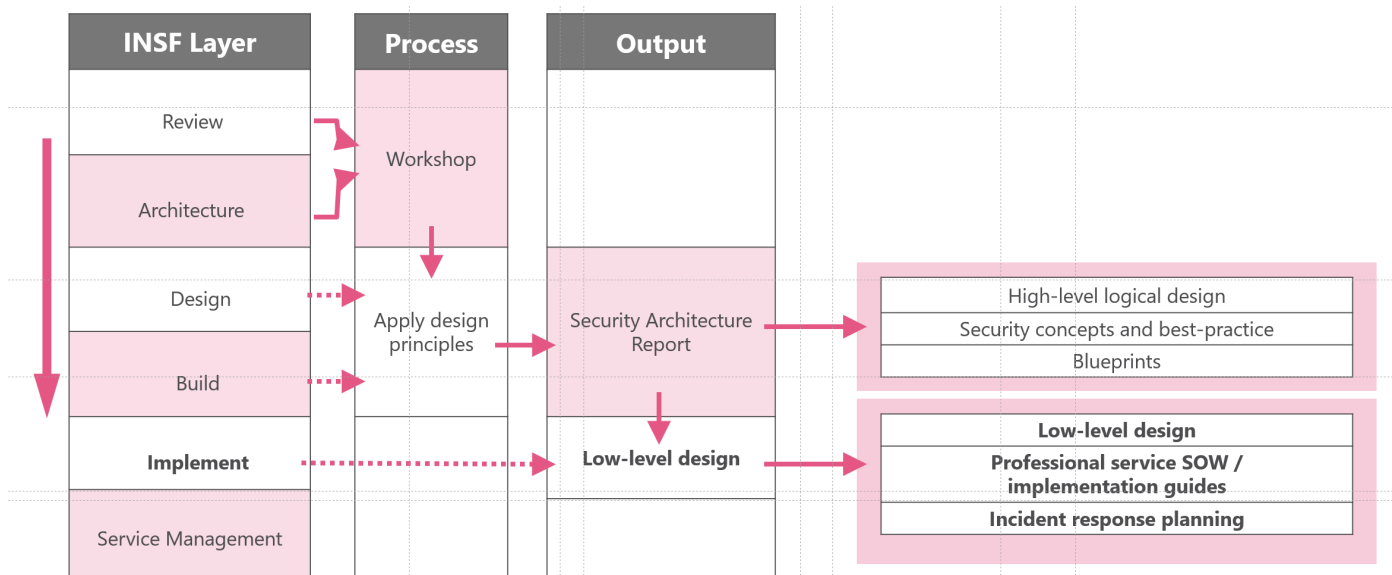 INSF Layer
Process
Output
Review
Workshop
Architecture
Design
Apply design
principles
Security Architecture
Report
High-level logical design
Security concepts and best-practice
Blueprints
Build
Implement
Low-level design
Low-level design
Professional service SOW /
implementation guides
Incident response planning
Service Management